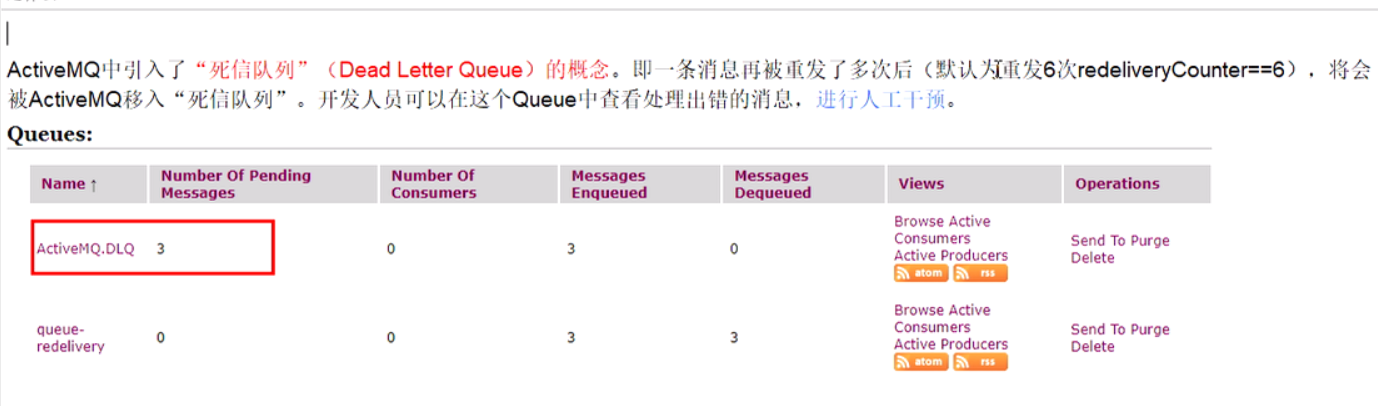 ActiveMQ中引入了“死信队列”（Dead Letter Queue）的概念。即一条消息再被重发了多次后（默认为重发6次redeliveryCounter==6），将会
被ActiveMQ移入“死信队列”。开发人员可以在这个Queue中查看处理出错的消息，进行人工干预。
Queues:
Name ↑ Number Of Pending Messages Number Of Consumers Messages Enqueued Messages Dequeued Views Operations
ActiveMQ.DLQ 3 0 3 0 Browse Active Consumers Active Producers atom rss Send To Purge Delete
queue-redelivery 0 0 3 3 Browse Active Consumers Active Producers atom rss Send To Purge Delete